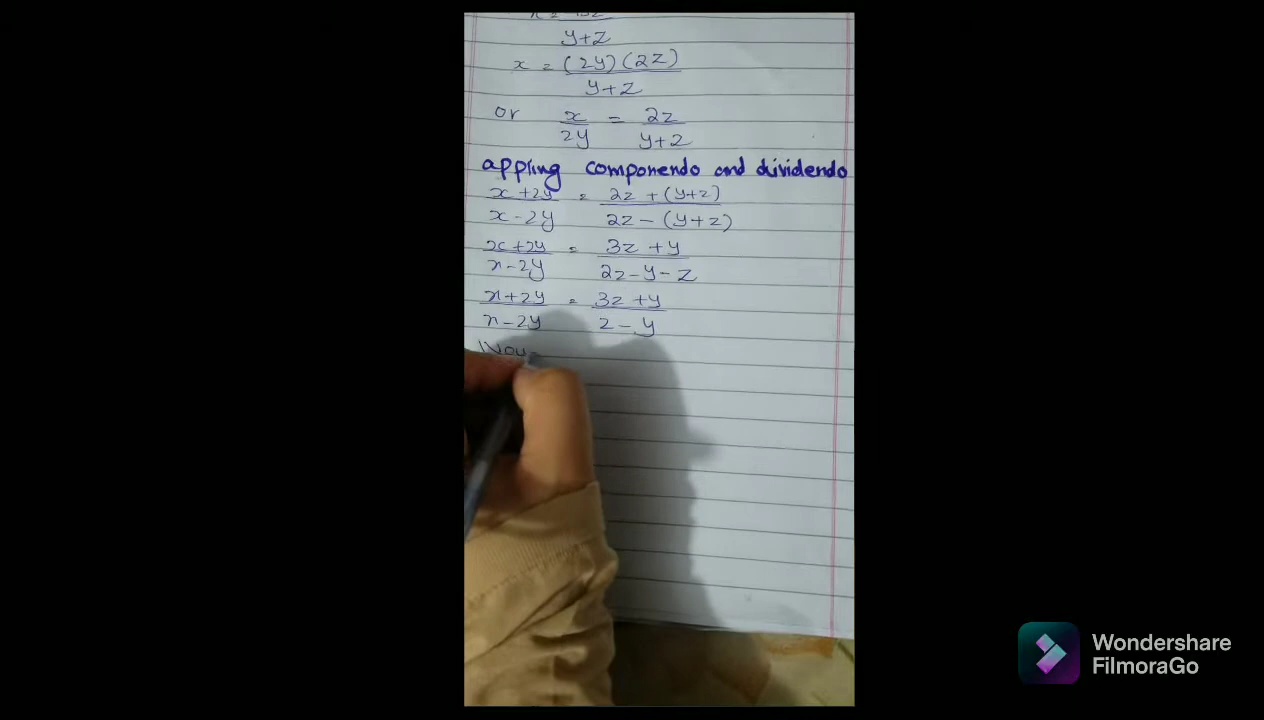 y+z
x = (2y)(2z)
y+z
or x/2y = 2z/y+z
appling componendo and dividendo
x+2y/x-2y = 2z+(y+z)/2z-(y+z)
x+2y/x-2y = 3z+y/2z-y-z
x+2y/x-2y = 3z+y/z-y
Wondershare
FilmoraGo